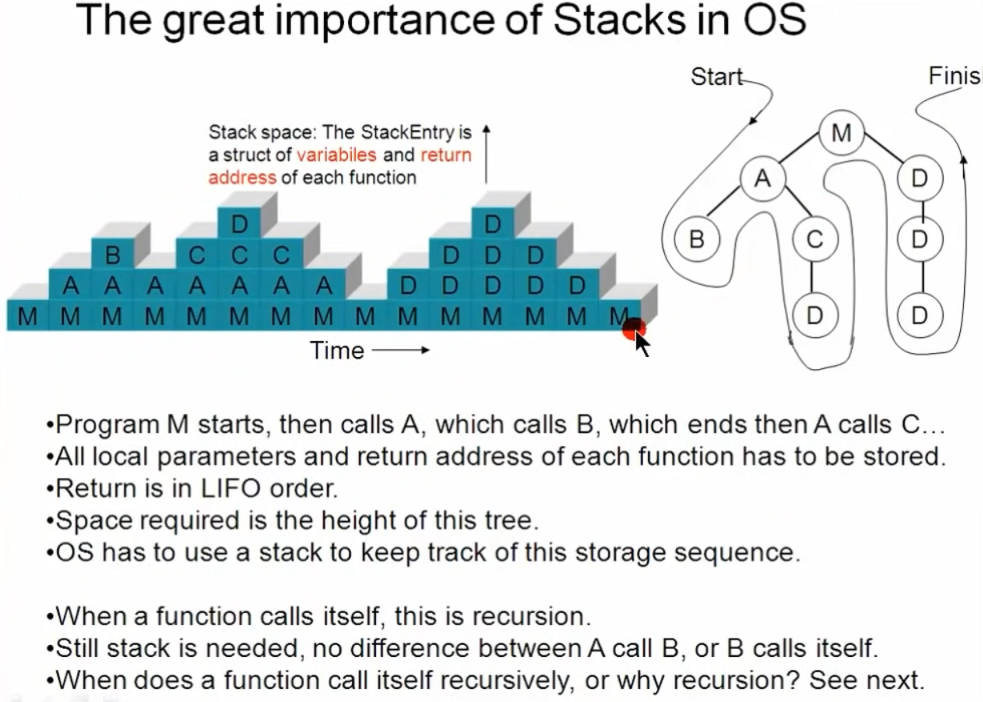 The great importance of Stacks in OS
Start
Finis
Stack space: The StackEntry is
a struct of variabiles and return
address of each function
M
A
D
B
C
D
D
D
D
D
B C C C D D D
A A A A A A A D D D D D
M M M M M M M M M M M M M M M
Time
•Program M starts, then calls A, which calls B, which ends then A calls C...
•All local parameters and return address of each function has to be stored.
•Return is in LIFO order.
•Space required is the height of this tree.
•OS has to use a stack to keep track of this storage sequence.
•When a function calls itself, this is recursion.
•Still stack is needed, no difference between A call B, or B calls itself.
•When does a function call itself recursively, or why recursion? See next.